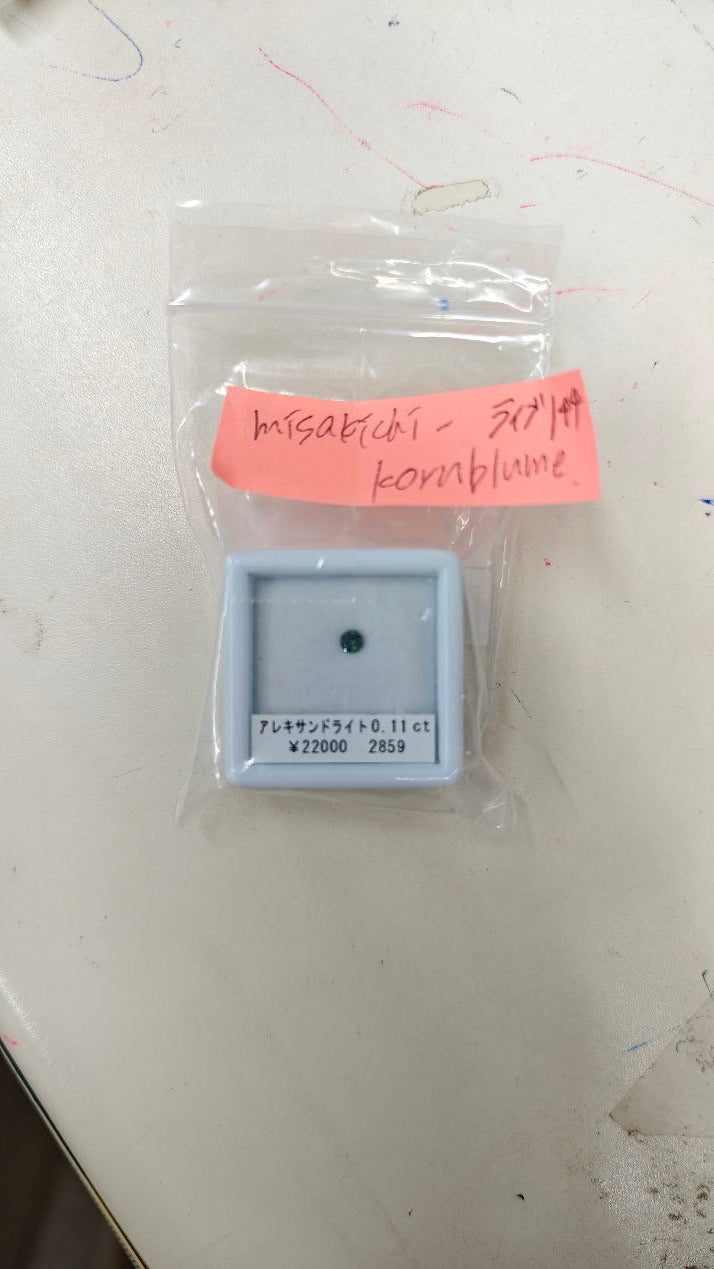 misakichi - ライブ1件
kornblume.
アレキサンドライト0.11ct
¥22000 2859